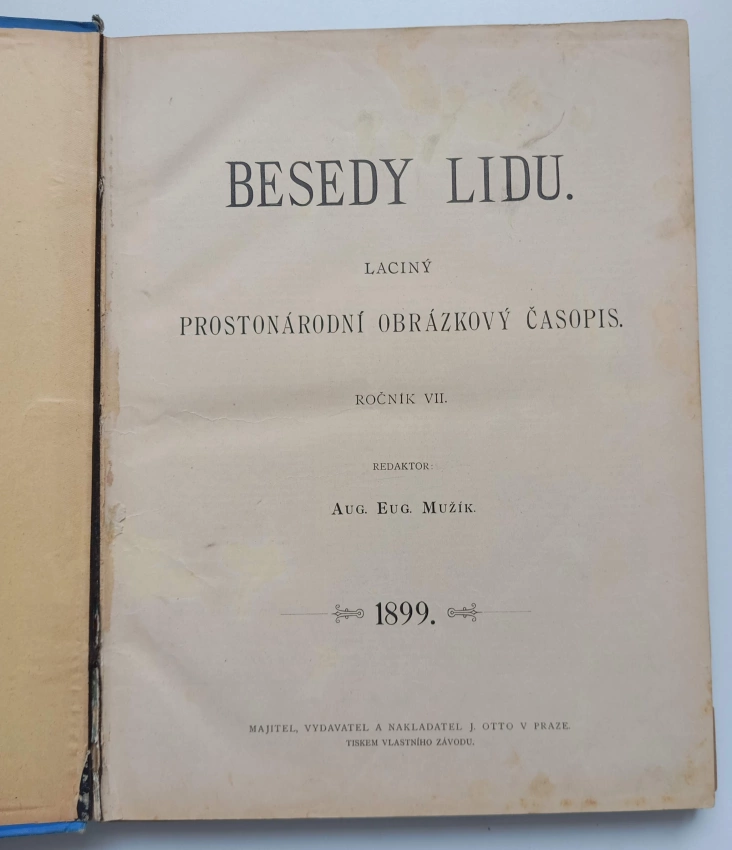 BESEDY LIDU.
LACINÝ
PROSTONÁRODNÍ OBRÁZKOVÝ ČASOPIS.
ROČNÍK VII.
REDAKTOR:
AUG. EUG. MUŽÍK.
1899.
MAJITEL, VYDAVATEL A NAKLADATEL J. OTTO V PRAZE.
TISKEM VLASTNÍHO ZÁVODU.